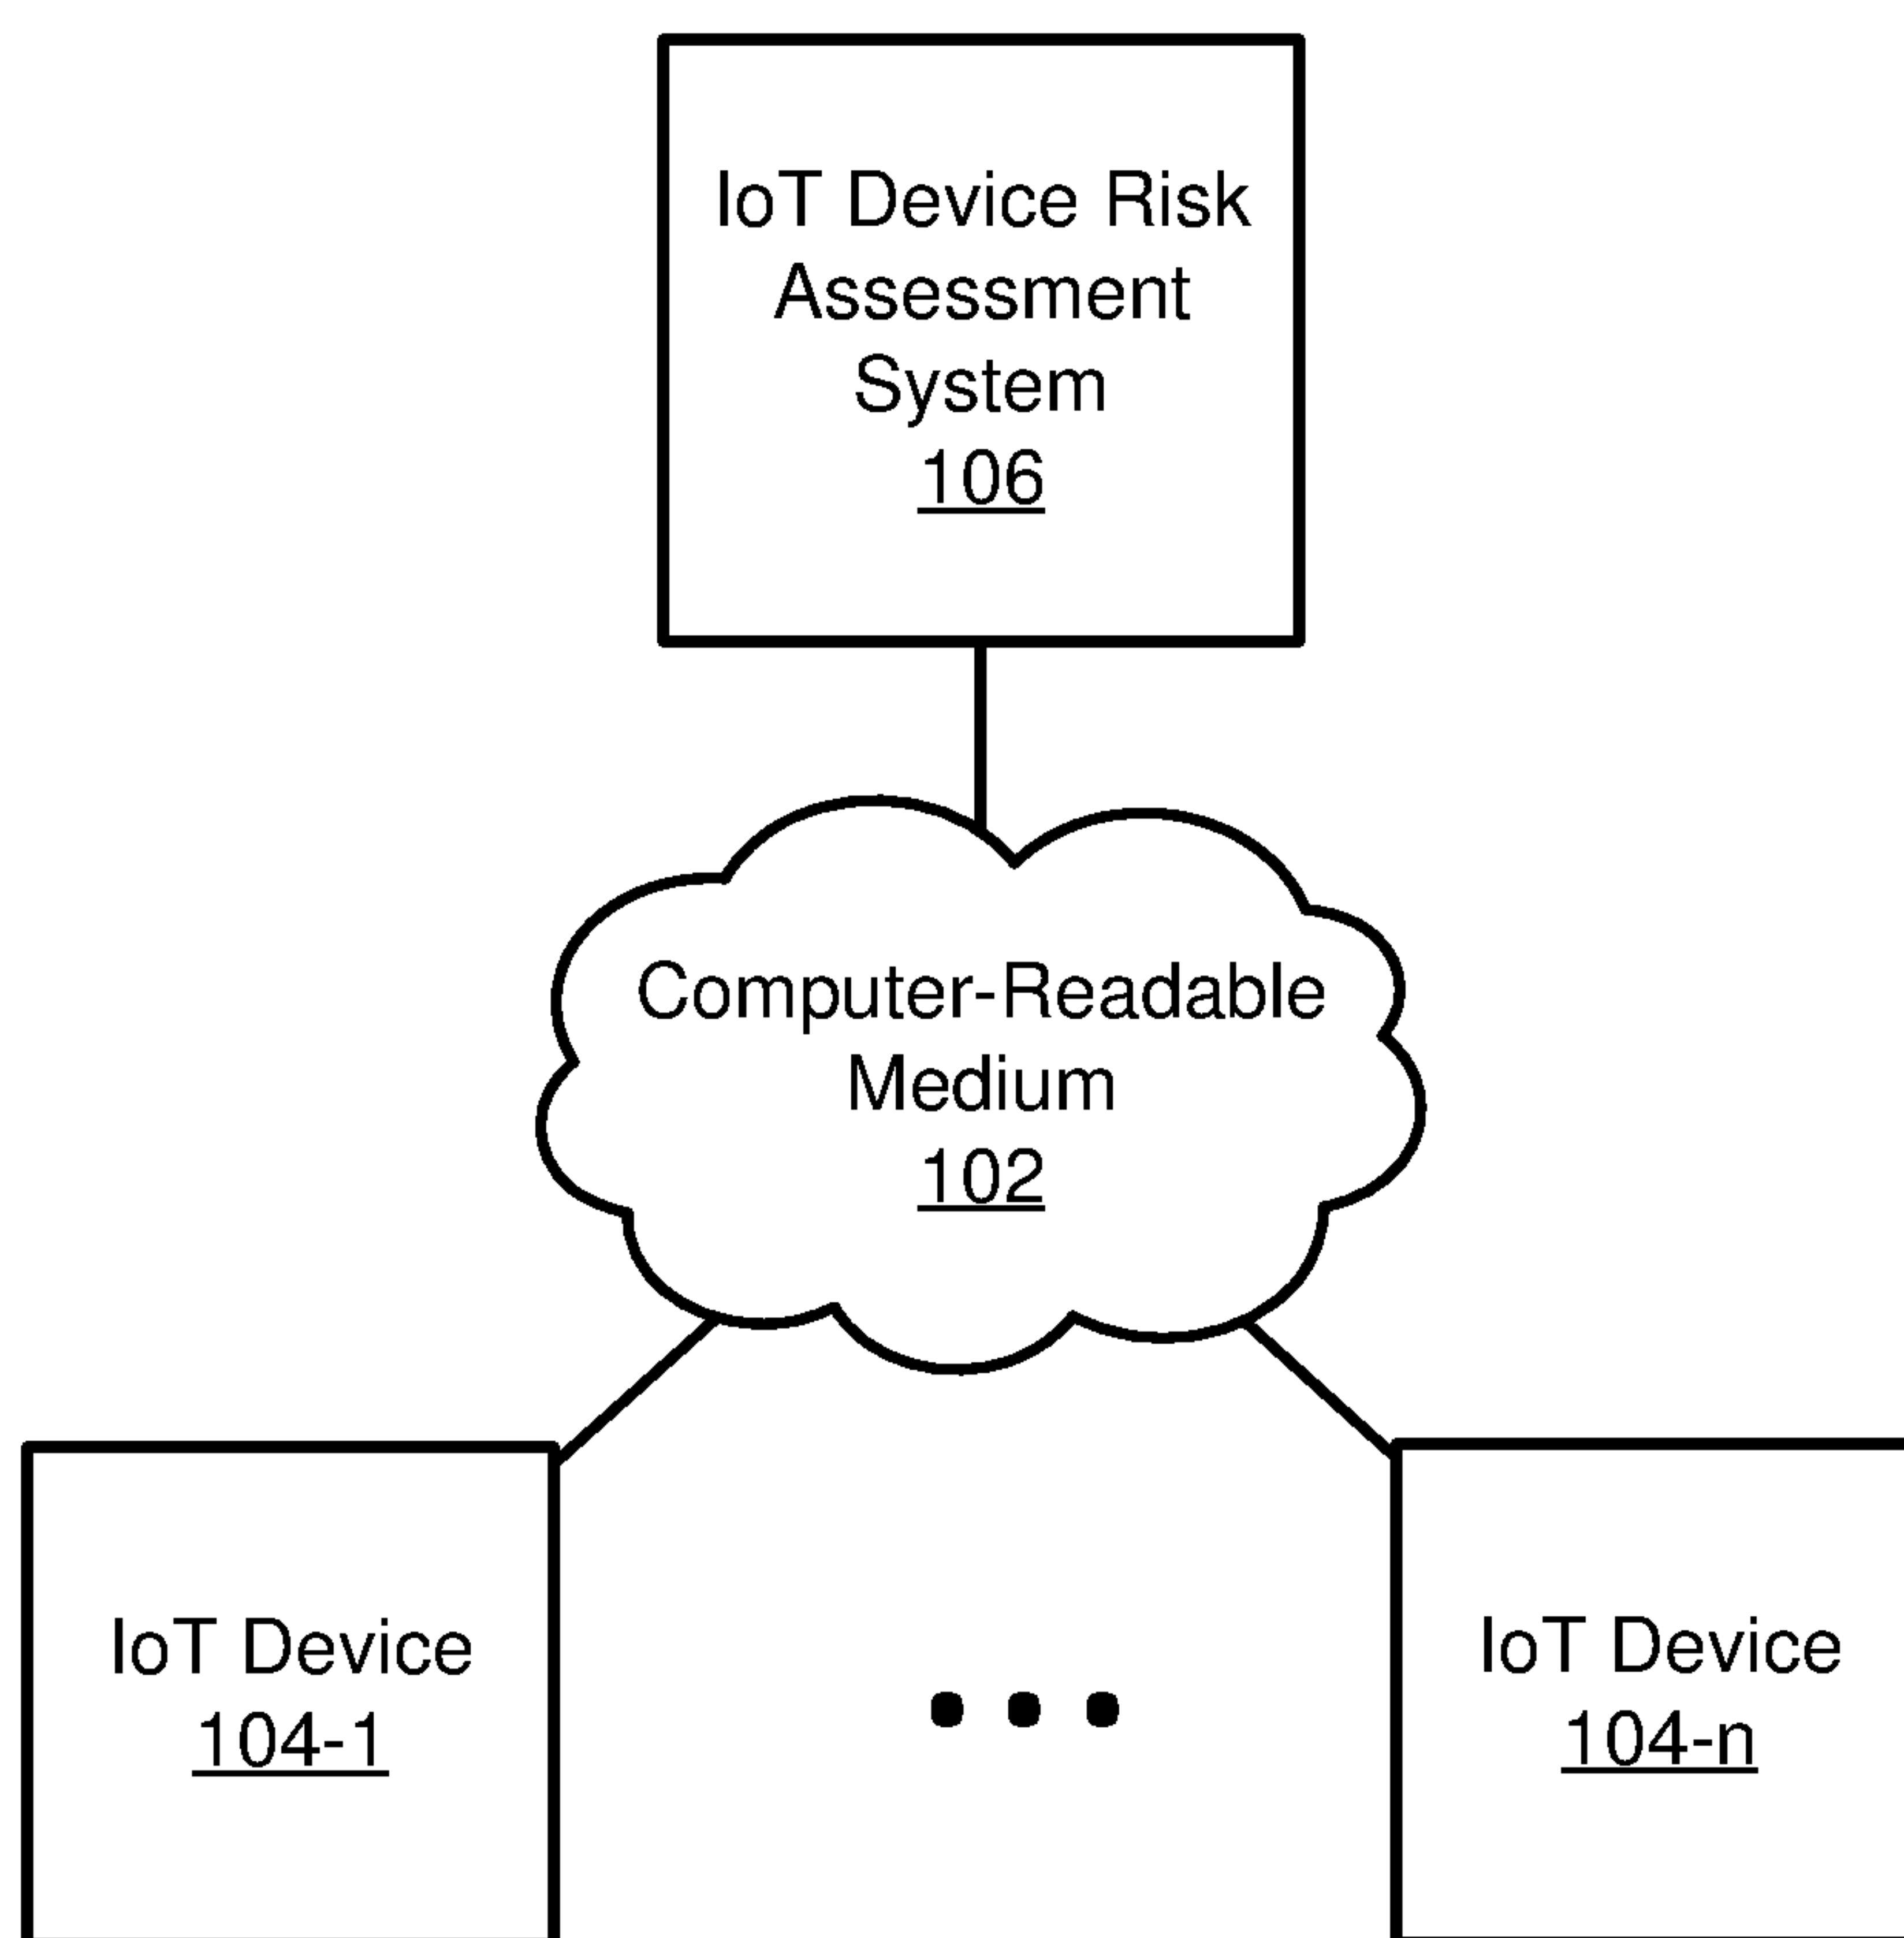 IoT Device Risk
Assessment
System
106
Computer-Readable
Medium
102
IoT Device
104-1
IoT Device
104-n